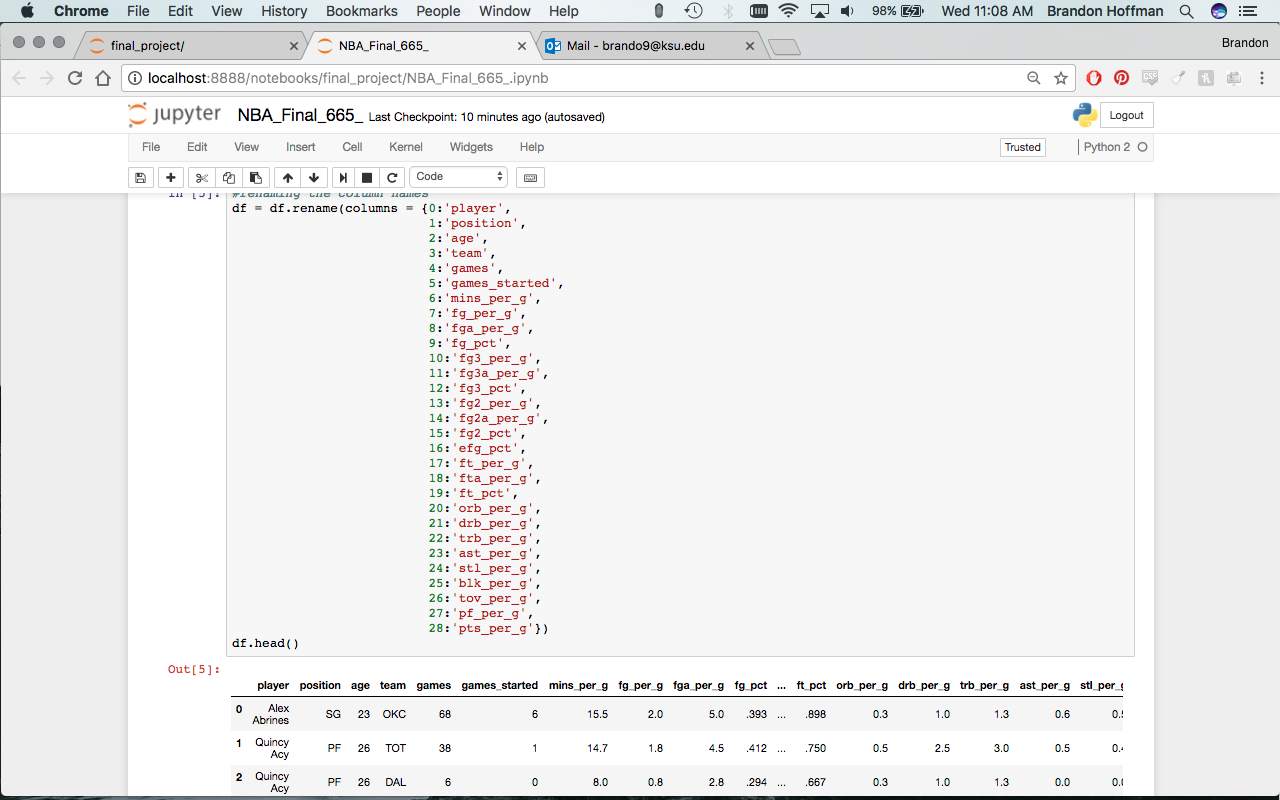 Chrome File Edit View History Bookmarks People Window Help 98% Wed 11:08 AM Brandon Hoffman
final_project/ NBA_Final_665_ Mail - brando9@ksu.edu Brandon
localhost:8888/notebooks/final_project/NBA_Final_665_.ipynb
jupyter NBA_Final_665_ Last Checkpoint: 10 minutes ago (autosaved) Logout
File Edit View Insert Cell Kernel Widgets Help Trusted Python 2
Code
In [5]: #renaming the column names
df = df.rename(columns = {0:'player',
1:'position',
2:'age',
3:'team',
4:'games',
5:'games_started',
6:'mins_per_g',
7:'fg_per_g',
8:'fga_per_g',
9:'fg_pct',
10:'fg3_per_g',
11:'fg3a_per_g',
12:'fg3_pct',
13:'fg2_per_g',
14:'fg2a_per_g',
15:'fg2_pct',
16:'efg_pct',
17:'ft_per_g',
18:'fta_per_g',
19:'ft_pct',
20:'orb_per_g',
21:'drb_per_g',
22:'trb_per_g',
23:'ast_per_g',
24:'stl_per_g',
25:'blk_per_g',
26:'tov_per_g',
27:'pf_per_g',
28:'pts_per_g'})
df.head()
Out[5]:
player position age team games games_started mins_per_g fg_per_g fga_per_g fg_pct ... ft_pct orb_per_g drb_per_g trb_per_g ast_per_g stl_per_g
0 Alex Abrines SG 23 OKC 68 6 15.5 2.0 5.0 .393 ... .898 0.3 1.0 1.3 0.6
1 Quincy Acy PF 26 TOT 38 1 14.7 1.8 4.5 .412 ... .750 0.5 2.5 3.0 0.5
2 Quincy Acy PF 26 DAL 6 0 8.0 0.8 2.8 .294 ... .667 0.3 1.0 1.3 0.0